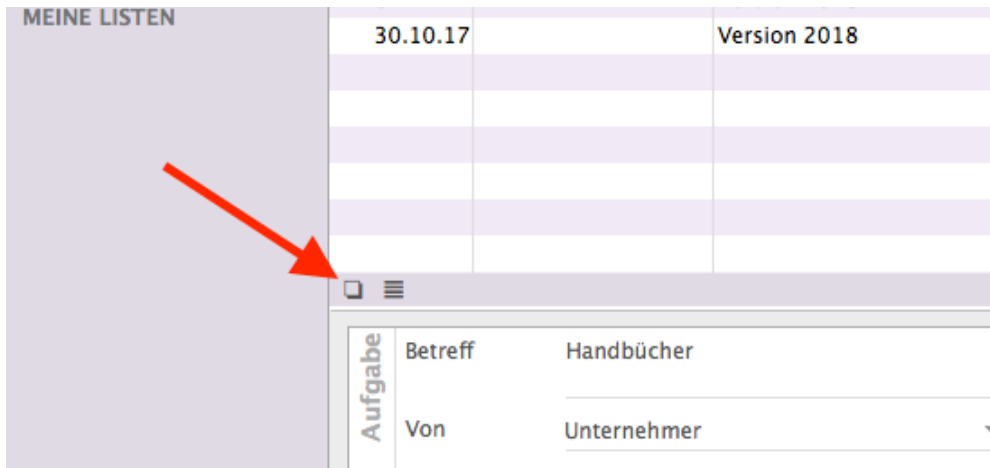 MEINE LISTEN
30.10.17 Version 2018
Aufgabe
Betreff Handbücher
Von Unternehmer